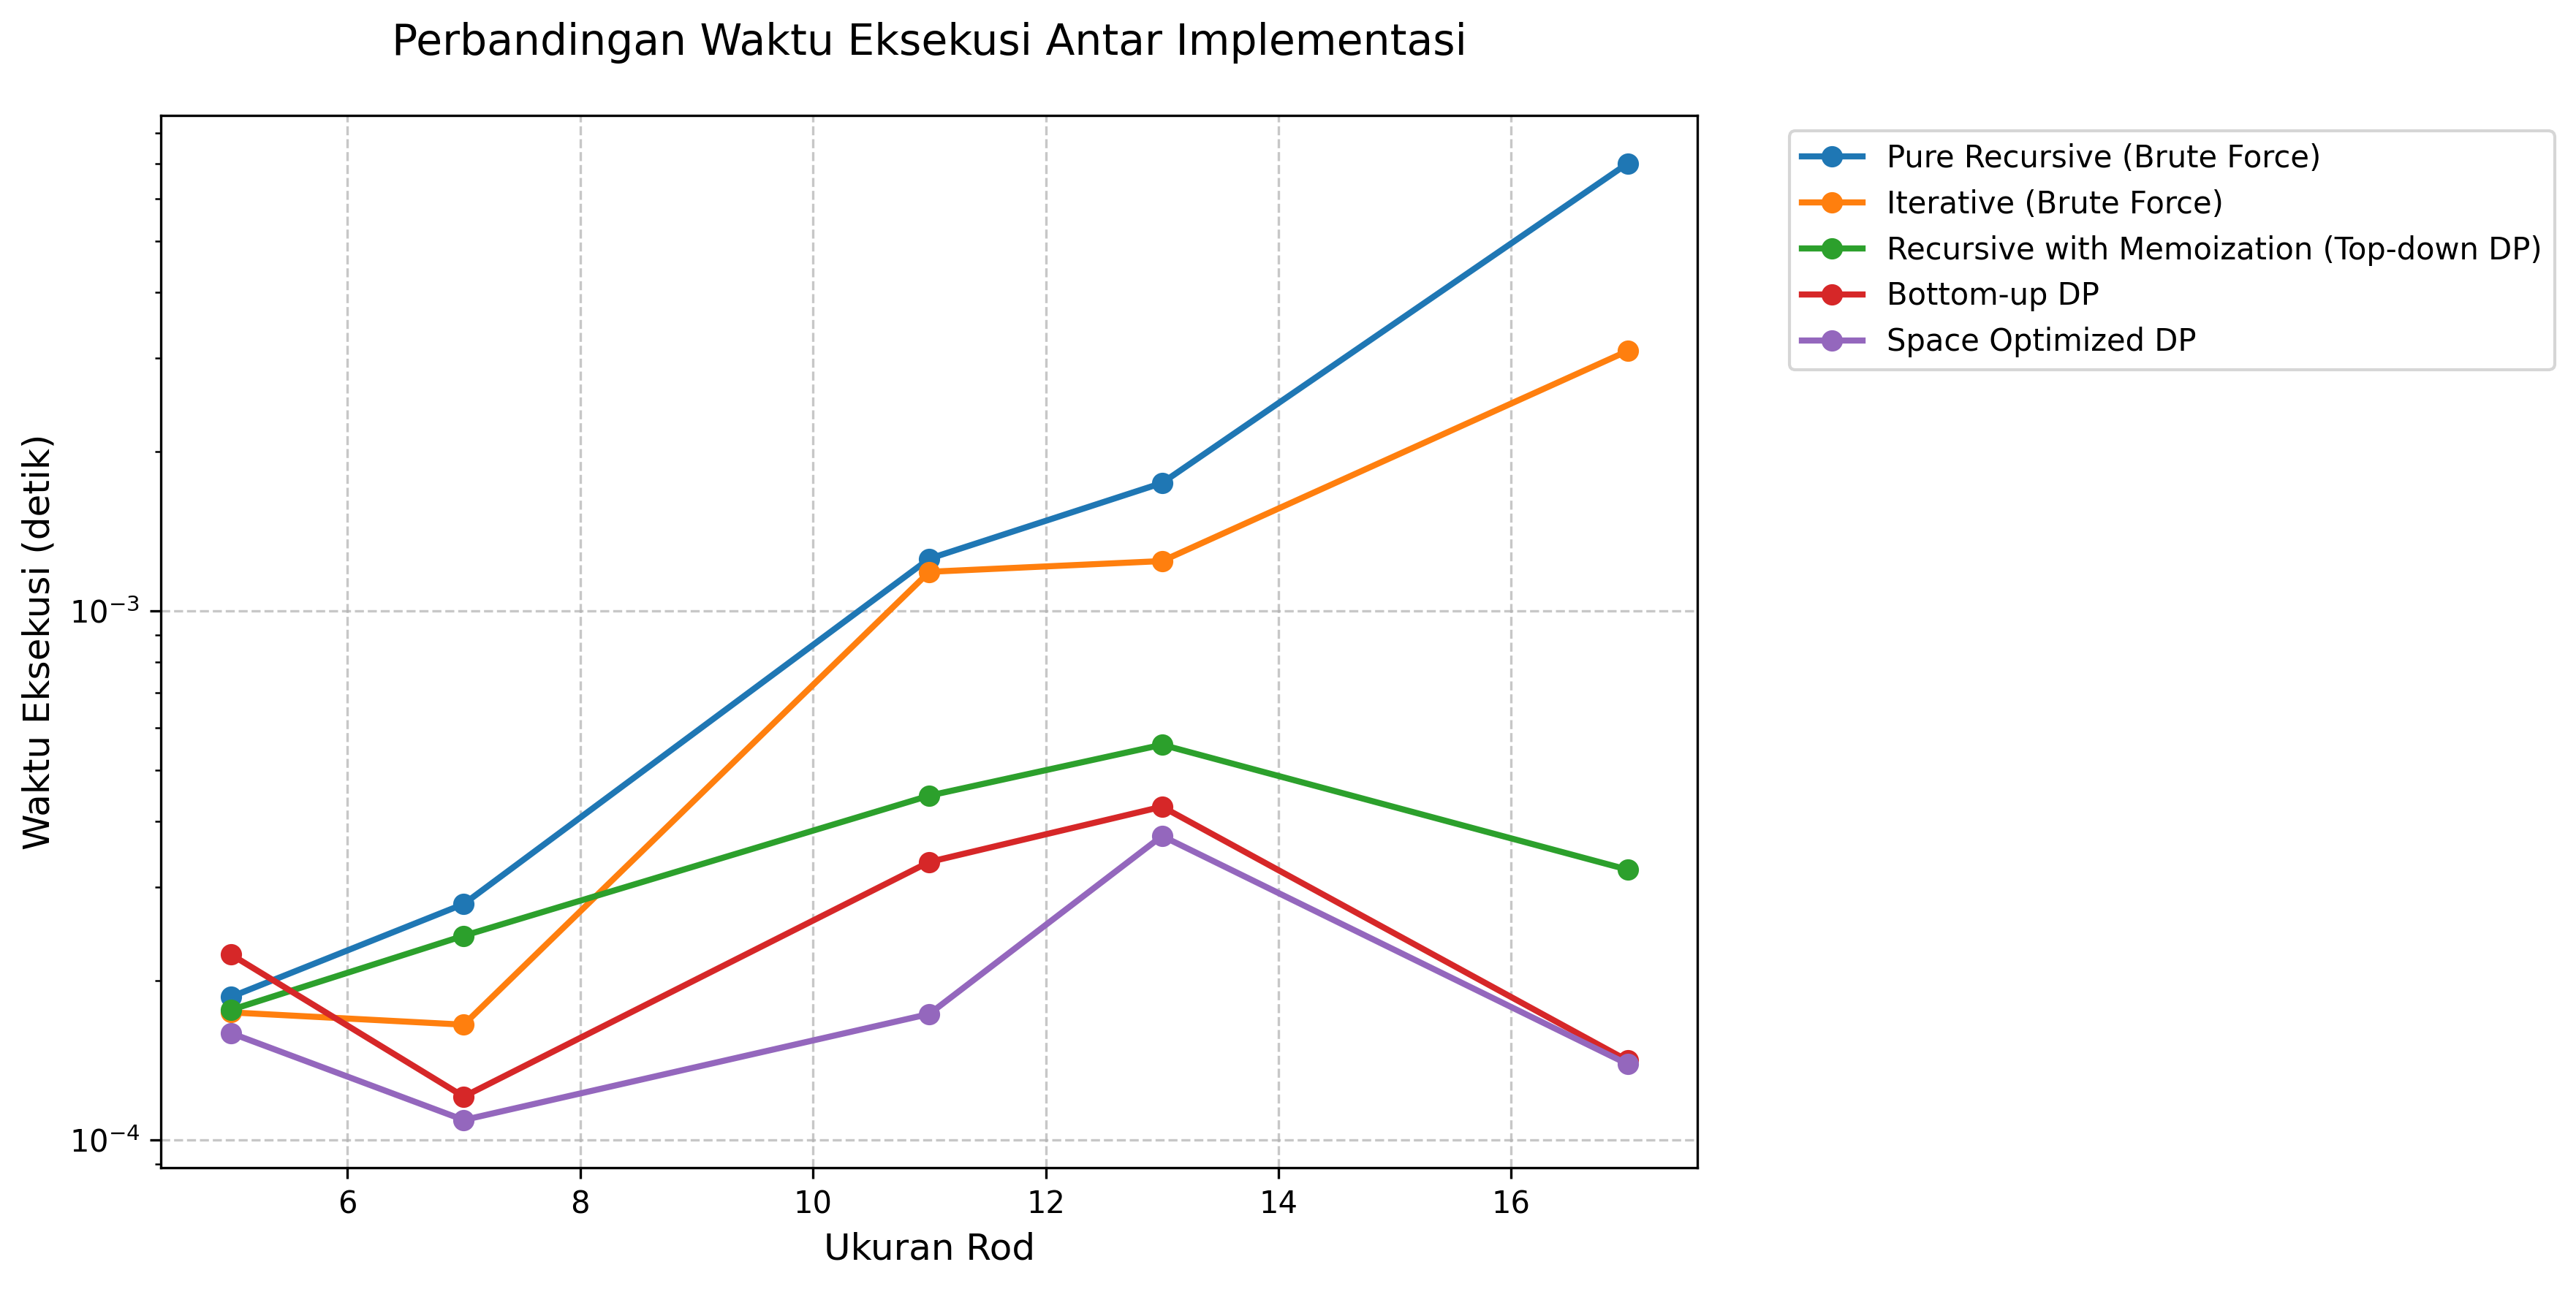 Perbandingan Waktu Eksekusi Antar Implementasi
Waktu Eksekusi (detik)
10⁻³
10⁻⁴
6 8 10 12 14 16
Ukuran Rod
Pure Recursive (Brute Force)
Iterative (Brute Force)
Recursive with Memoization (Top-down DP)
Bottom-up DP
Space Optimized DP